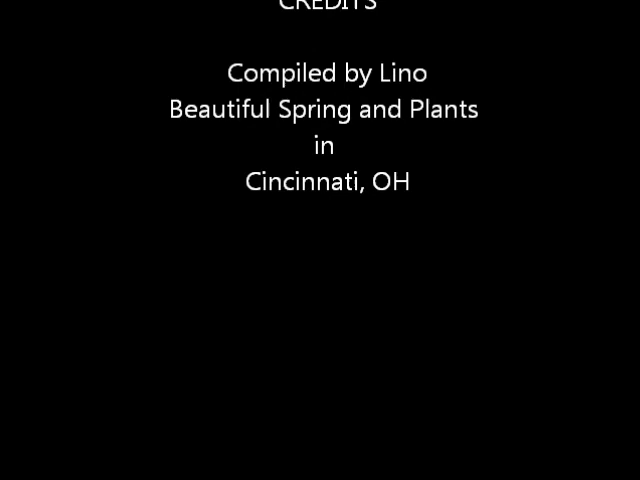 CREDITS
Compiled by Lino
Beautiful Spring and Plants
in
Cincinnati, OH